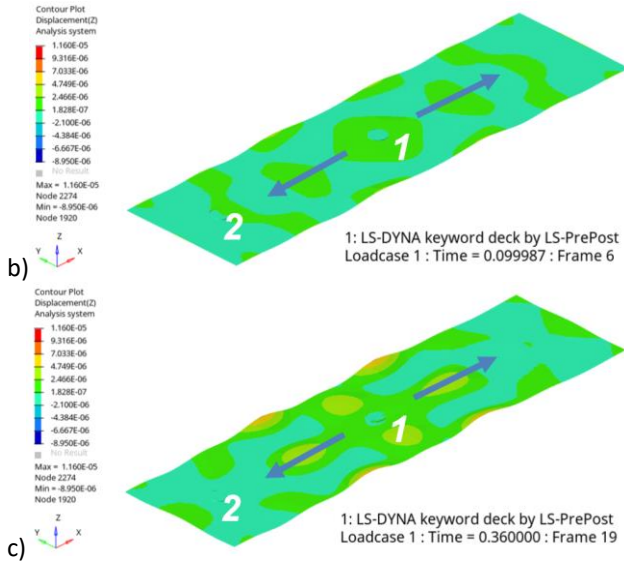 Contour Plot
Displacement(Z)
Analysis system
1.160E-05
9.316E-06
7.033E-06
4.749E-06
2.466E-06
1.828E-07
-2.100E-06
-4.384E-06
-6.667E-06
-8.950E-06
No Result
Max = 1.160E-05
Node 2274
Min = -8.950E-06
Node 1920
Z
Y
X
b)
1
2
1: LS-DYNA keyword deck by LS-PrePost
Loadcase 1 : Time = 0.099987 : Frame 6
Contour Plot
Displacement(Z)
Analysis system
1.160E-05
9.316E-06
7.033E-06
4.749E-06
2.466E-06
1.828E-07
-2.100E-06
-4.384E-06
-6.667E-06
-8.950E-06
No Result
Max = 1.160E-05
Node 2274
Min = -8.950E-06
Node 1920
Z
Y
X
c)
1
2
1: LS-DYNA keyword deck by LS-PrePost
Loadcase 1 : Time = 0.360000 : Frame 19